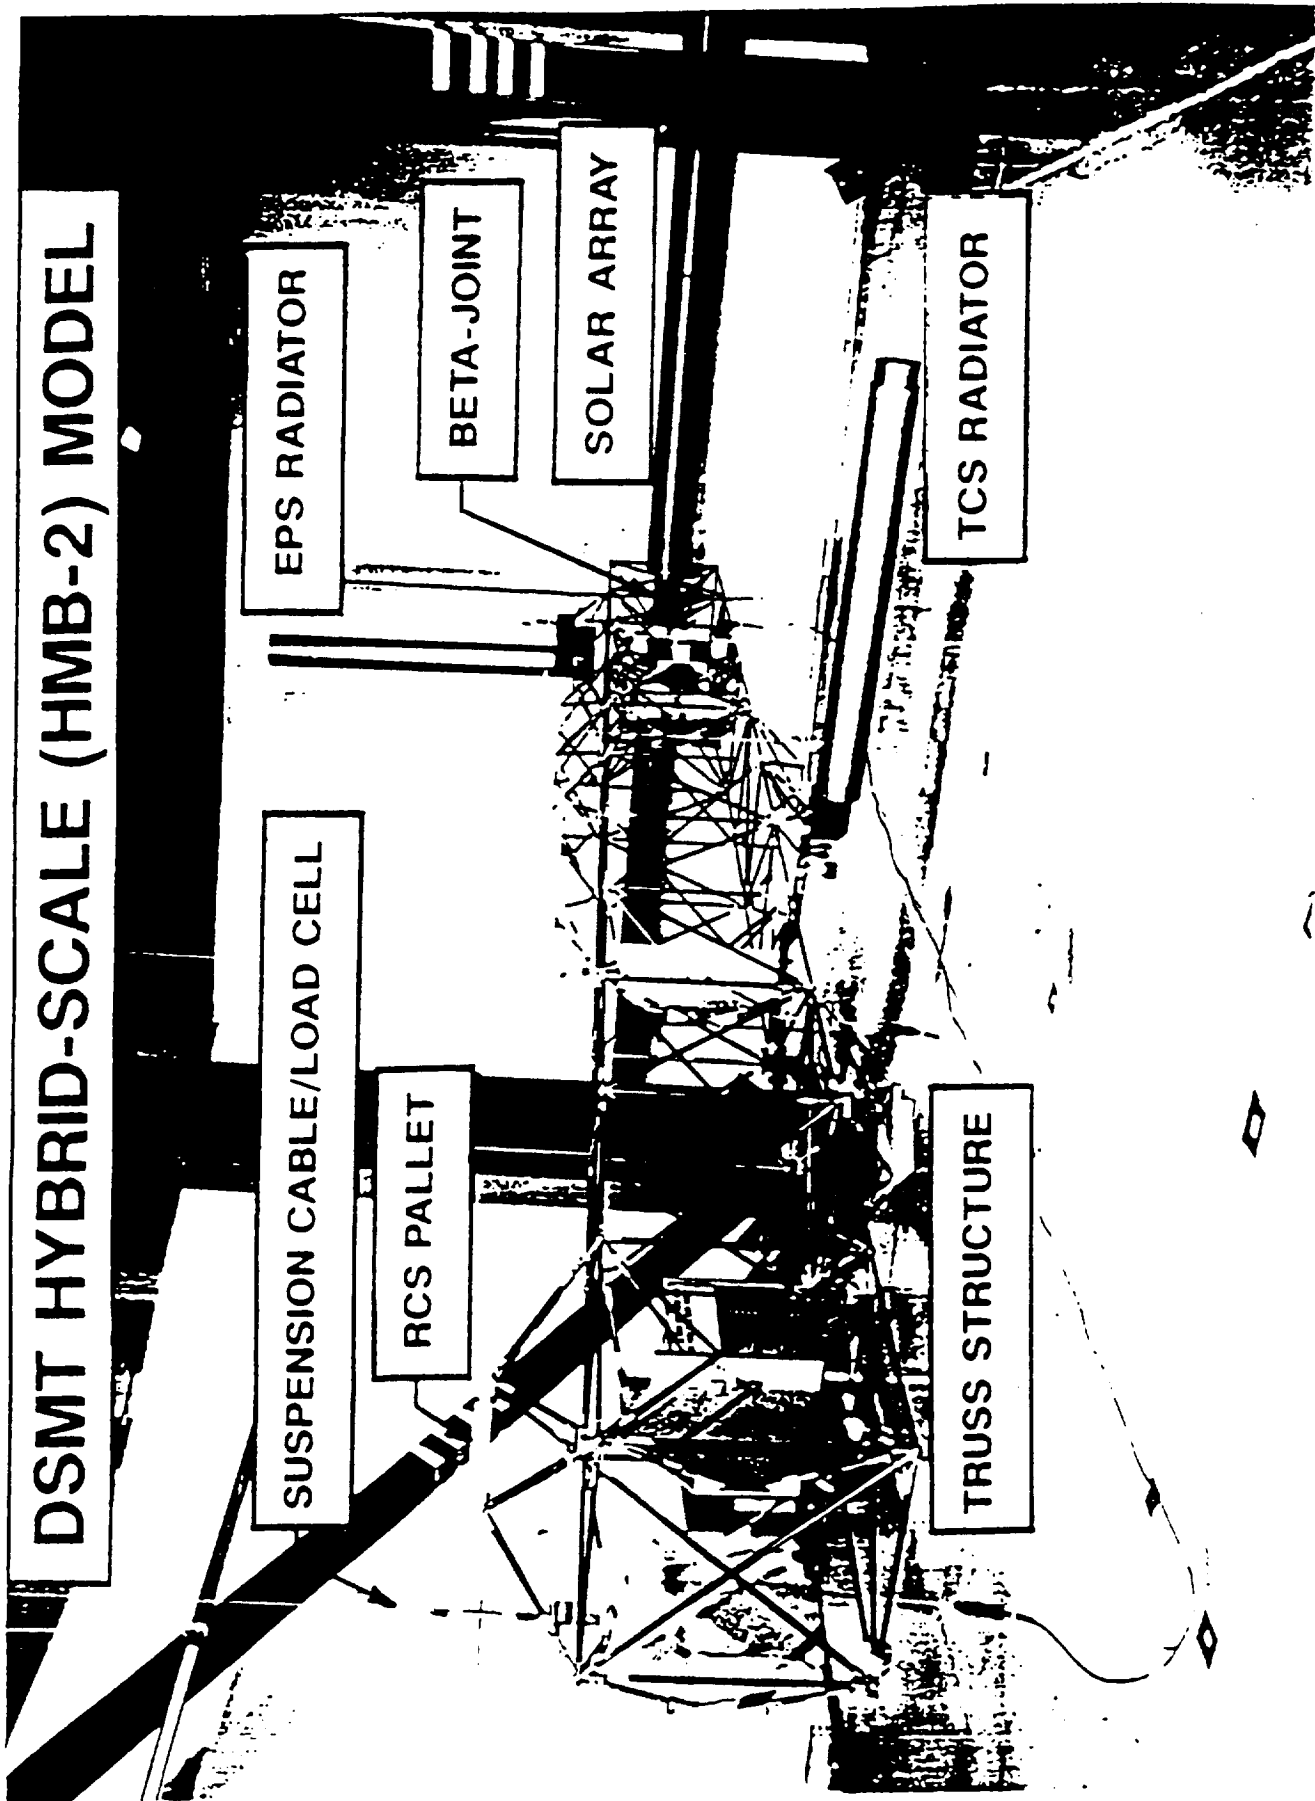 DSMT HYBRID-SCALE (HMB-2) MODEL
SUSPENSION CABLE/LOAD CELL
EPS RADIATOR
RCS PALLET
BETA-JOINT
SOLAR ARRAY
TRUSS STRUCTURE
TCS RADIATOR